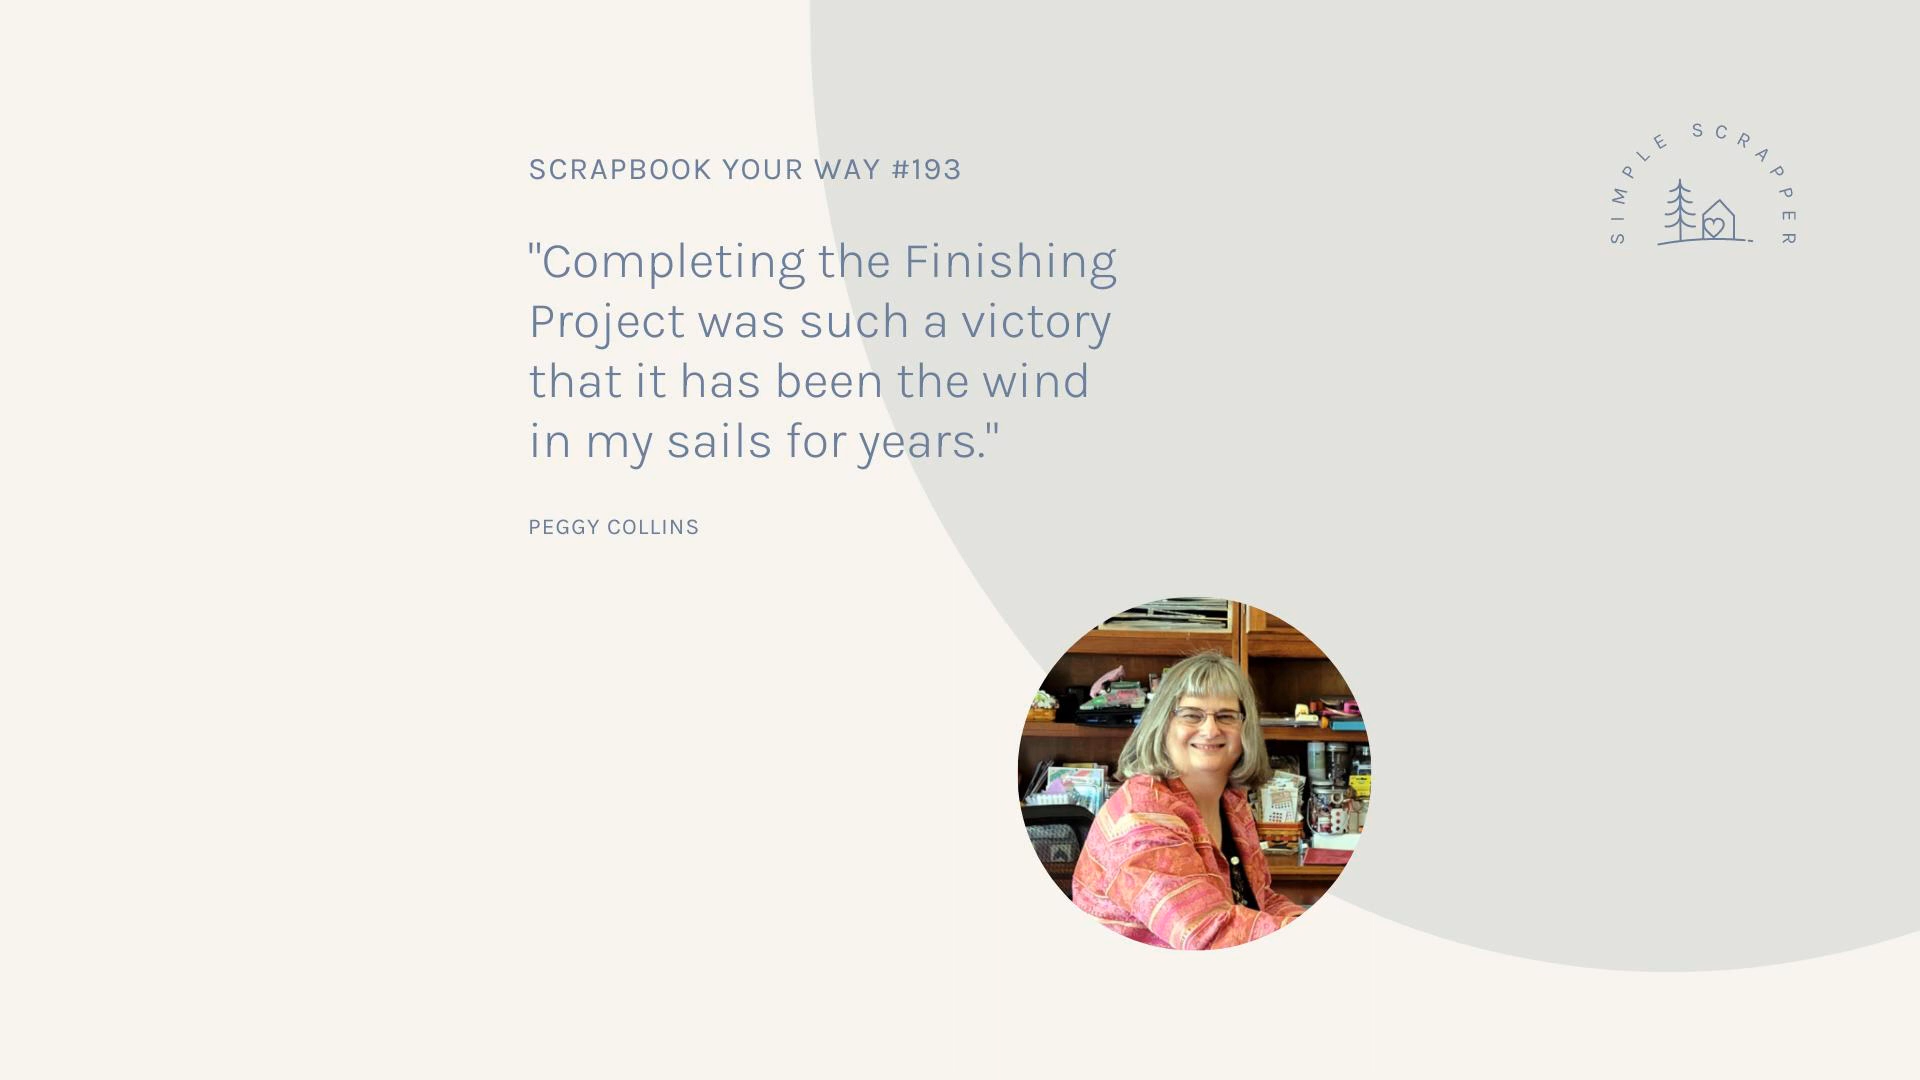 SIMPLE SCRAPPER
SCRAPBOOK YOUR WAY #193
"Completing the Finishing
Project was such a victory
that it has been the wind
in my sails for years."
PEGGY COLLINS